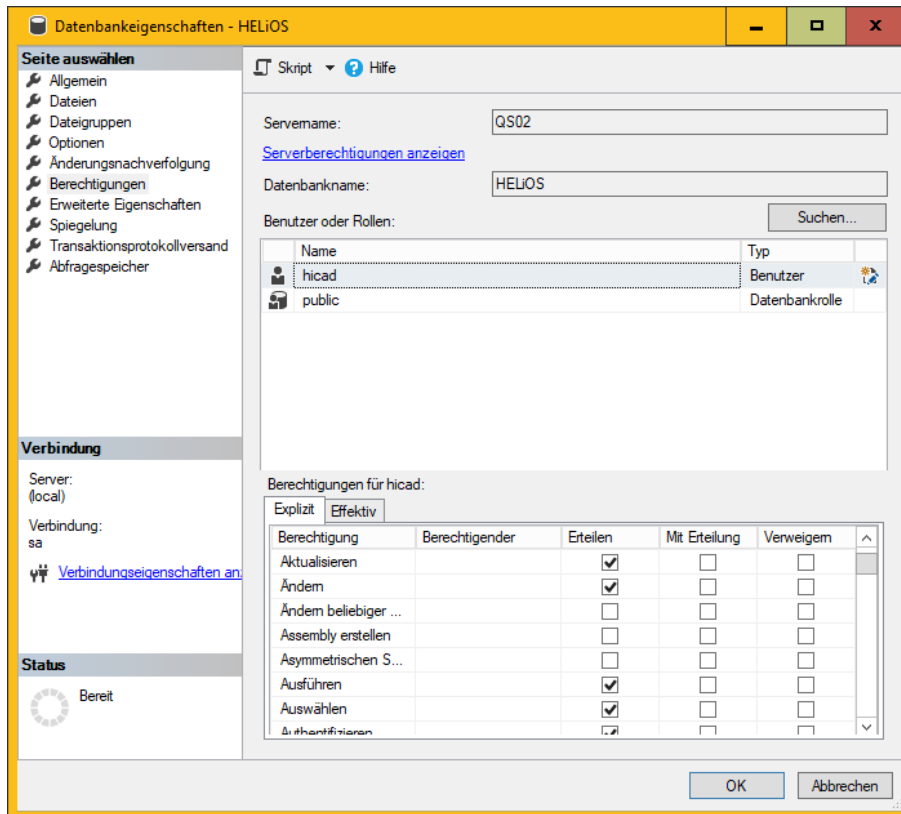 Datenbankeigenschaften - HELiOS
Seite auswählen
Allgemein
Dateien
Dateigruppen
Optionen
Änderungsnachverfolgung
Berechtigungen
Erweiterte Eigenschaften
Spiegelung
Transaktionsprotokollversand
Abfragespeicher
Skript Hilfe
Servername: QS02
Serverberechtigungen anzeigen
Datenbankname: HELiOS
Benutzer oder Rollen: Suchen...
Name Typ
hicad Benutzer
public Datenbankrolle
Verbindung
Server:
(local)
Verbindung:
sa
Verbindungseigenschaften an
Status
Bereit
Berechtigungen für hicad:
Explizit Effektiv
Berechtigung Berechtigender Erteilen Mit Erteilung Verweigern
Aktualisieren
Ändern
Ändern beliebiger ...
Assembly erstellen
Asymmetrischen S...
Ausführen
Auswählen
Authentifizieren
OK Abbrechen